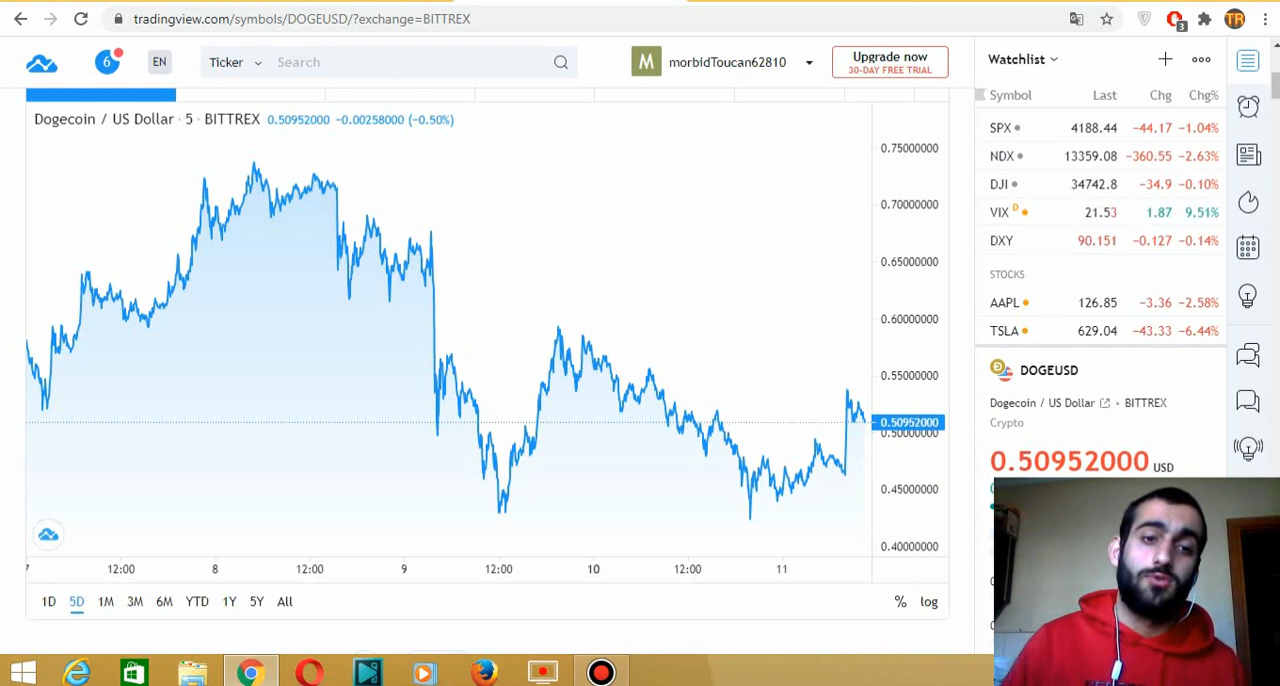 tradingview.com/symbols/DOGEUSD/?exchange=BITTREX
3
TR
6
EN
Ticker
Search
M
morbidToucan62810
Upgrade now
30-DAY FREE TRIAL
Watchlist
Symbol Last Chg Chg%
SPX 4188.44 -44.17 -1.04%
NDX 13359.08 -360.55 -2.63%
DJI 34742.8 -34.9 -0.10%
VIX D 21.53 1.87 9.51%
DXY 90.151 -0.127 -0.14%
STOCKS
AAPL 126.85 -3.36 -2.58%
TSLA 629.04 -43.33 -6.44%
DOGEUSD
Dogecoin / US Dollar • BITTREX
Crypto
0.50952000 USD
Dogecoin / US Dollar · 5 · BITTREX 0.50952000 -0.00258000 (-0.50%)
0.75000000
0.70000000
0.65000000
0.60000000
0.55000000
0.50952000
0.50000000
0.45000000
0.40000000
7 12:00 8 12:00 9 12:00 10 12:00 11
1D 5D 1M 3M 6M YTD 1Y 5Y All
% log